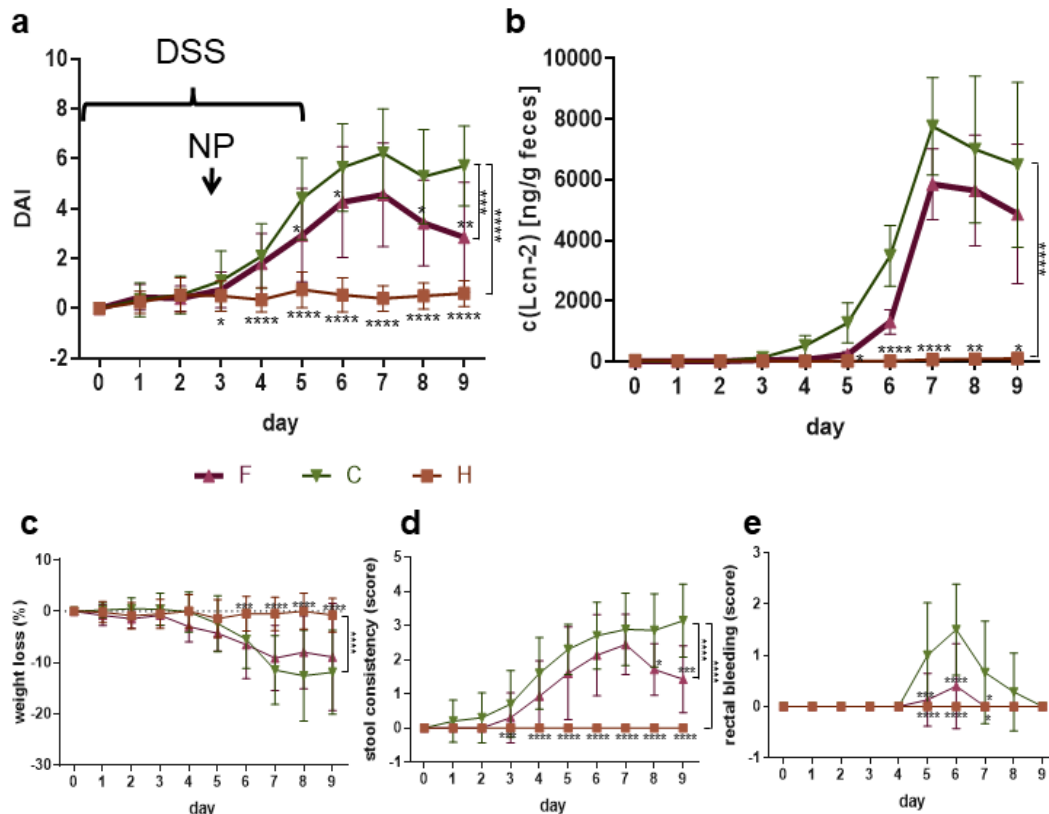 a
DSS
NP
DAI
10
8
6
4
2
0
-2
* **** **** **** **** **** ****
* * * **
*** ****
0 1 2 3 4 5 6 7 8 9
day
b
c(Lcn-2) [ng/g feces]
10000
8000
6000
4000
2000
0
* **** **** ** *
****
0 1 2 3 4 5 6 7 8 9
day
F C H
c
weight loss (%)
10
0
-10
-20
-30
*** **** **** ****
****
0 1 2 3 4 5 6 7 8 9
day
d
stool consistency (score)
5
4
3
2
1
0
-1
* ***
*** **** **** **** **** **** ****
**** ****
0 1 2 3 4 5 6 7 8 9
day
e
rectal bleeding (score)
3
2
1
0
-1
*** **** *
**** **** *
0 1 2 3 4 5 6 7 8 9
day